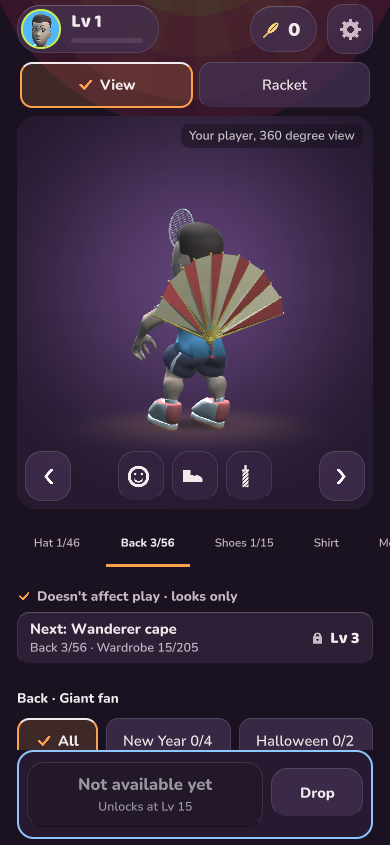 Lv 1
0
View
Racket
Your player, 360 degree view
Hat 1/46
Back 3/56
Shoes 1/15
Shirt
Doesn't affect play · looks only
Next: Wanderer cape
Back 3/56 · Wardrobe 15/205
Lv 3
Back · Giant fan
All
New Year 0/4
Halloween 0/2
Not available yet
Unlocks at Lv 15
Drop